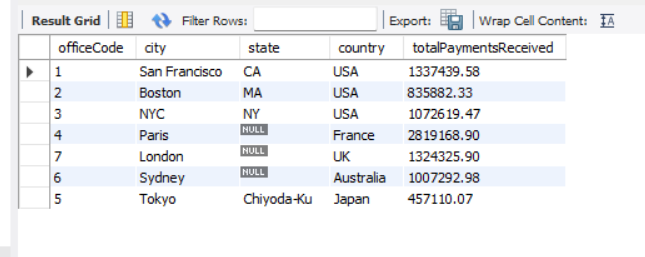 Result Grid Filter Rows: Export: Wrap Cell Content: IA
officeCode city state country totalPaymentsReceived
1 San Francisco CA USA 1337439.58
2 Boston MA USA 835882.33
3 NYC NY USA 1072619.47
4 Paris NULL France 2819168.90
7 London NULL UK 1324325.90
6 Sydney NULL Australia 1007292.98
5 Tokyo Chiyoda-Ku Japan 457110.07